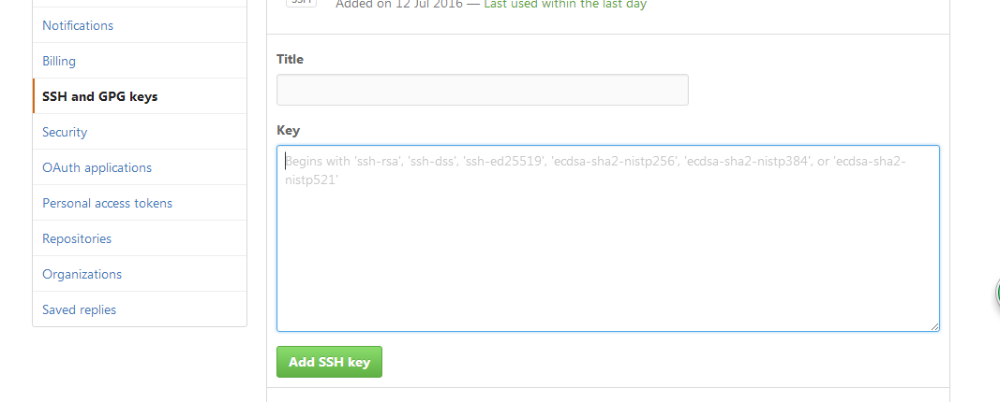 SSH
Added on 12 Jul 2016 — Last used within the last day
Notifications
Billing
SSH and GPG keys
Security
OAuth applications
Personal access tokens
Repositories
Organizations
Saved replies
Title
Key
Begins with 'ssh-rsa', 'ssh-dss', 'ssh-ed25519', 'ecdsa-sha2-nistp256', 'ecdsa-sha2-nistp384', or 'ecdsa-sha2-
nistp521'
Add SSH key